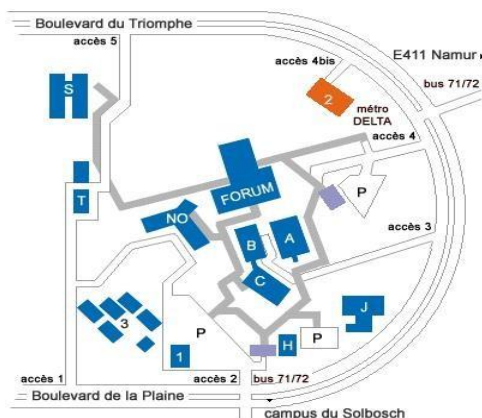 Boulevard du Triomphe
accès 5
E411 Namur
accès 4bis
bus 71/72
S
2
métro
DELTA
accès 4
FORUM
P
T
NO
accès 3
B
A
C
3
J
P
H
P
1
accès 1
accès 2
bus 71/72
Boulevard de la Plaine
campus du Solbosch